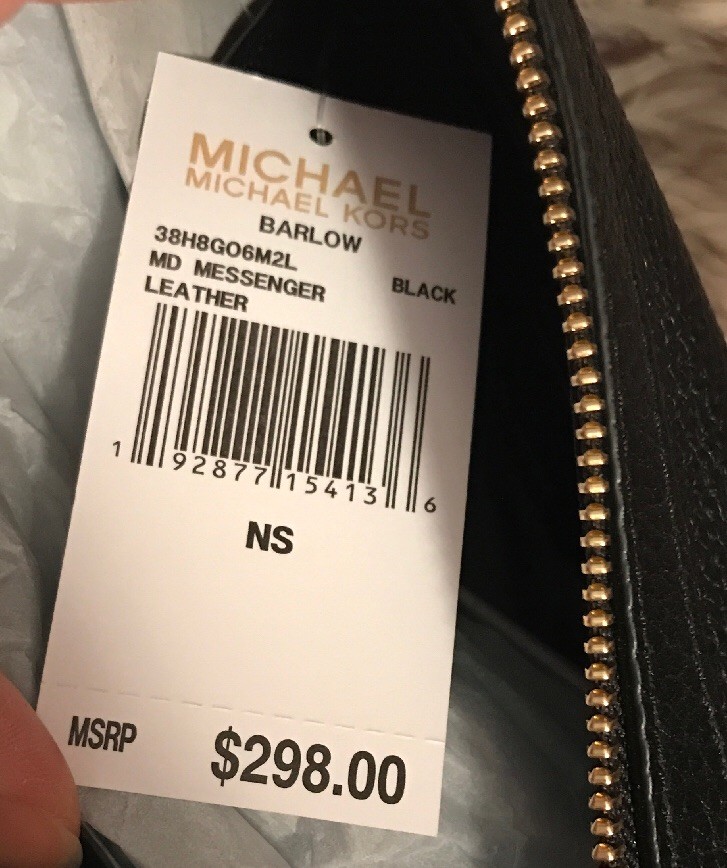 MICHAEL
MICHAEL KORS
BARLOW
38H8GO6M2L
MD MESSENGER BLACK
LEATHER
1 92877 15413 6
NS
MSRP $298.00